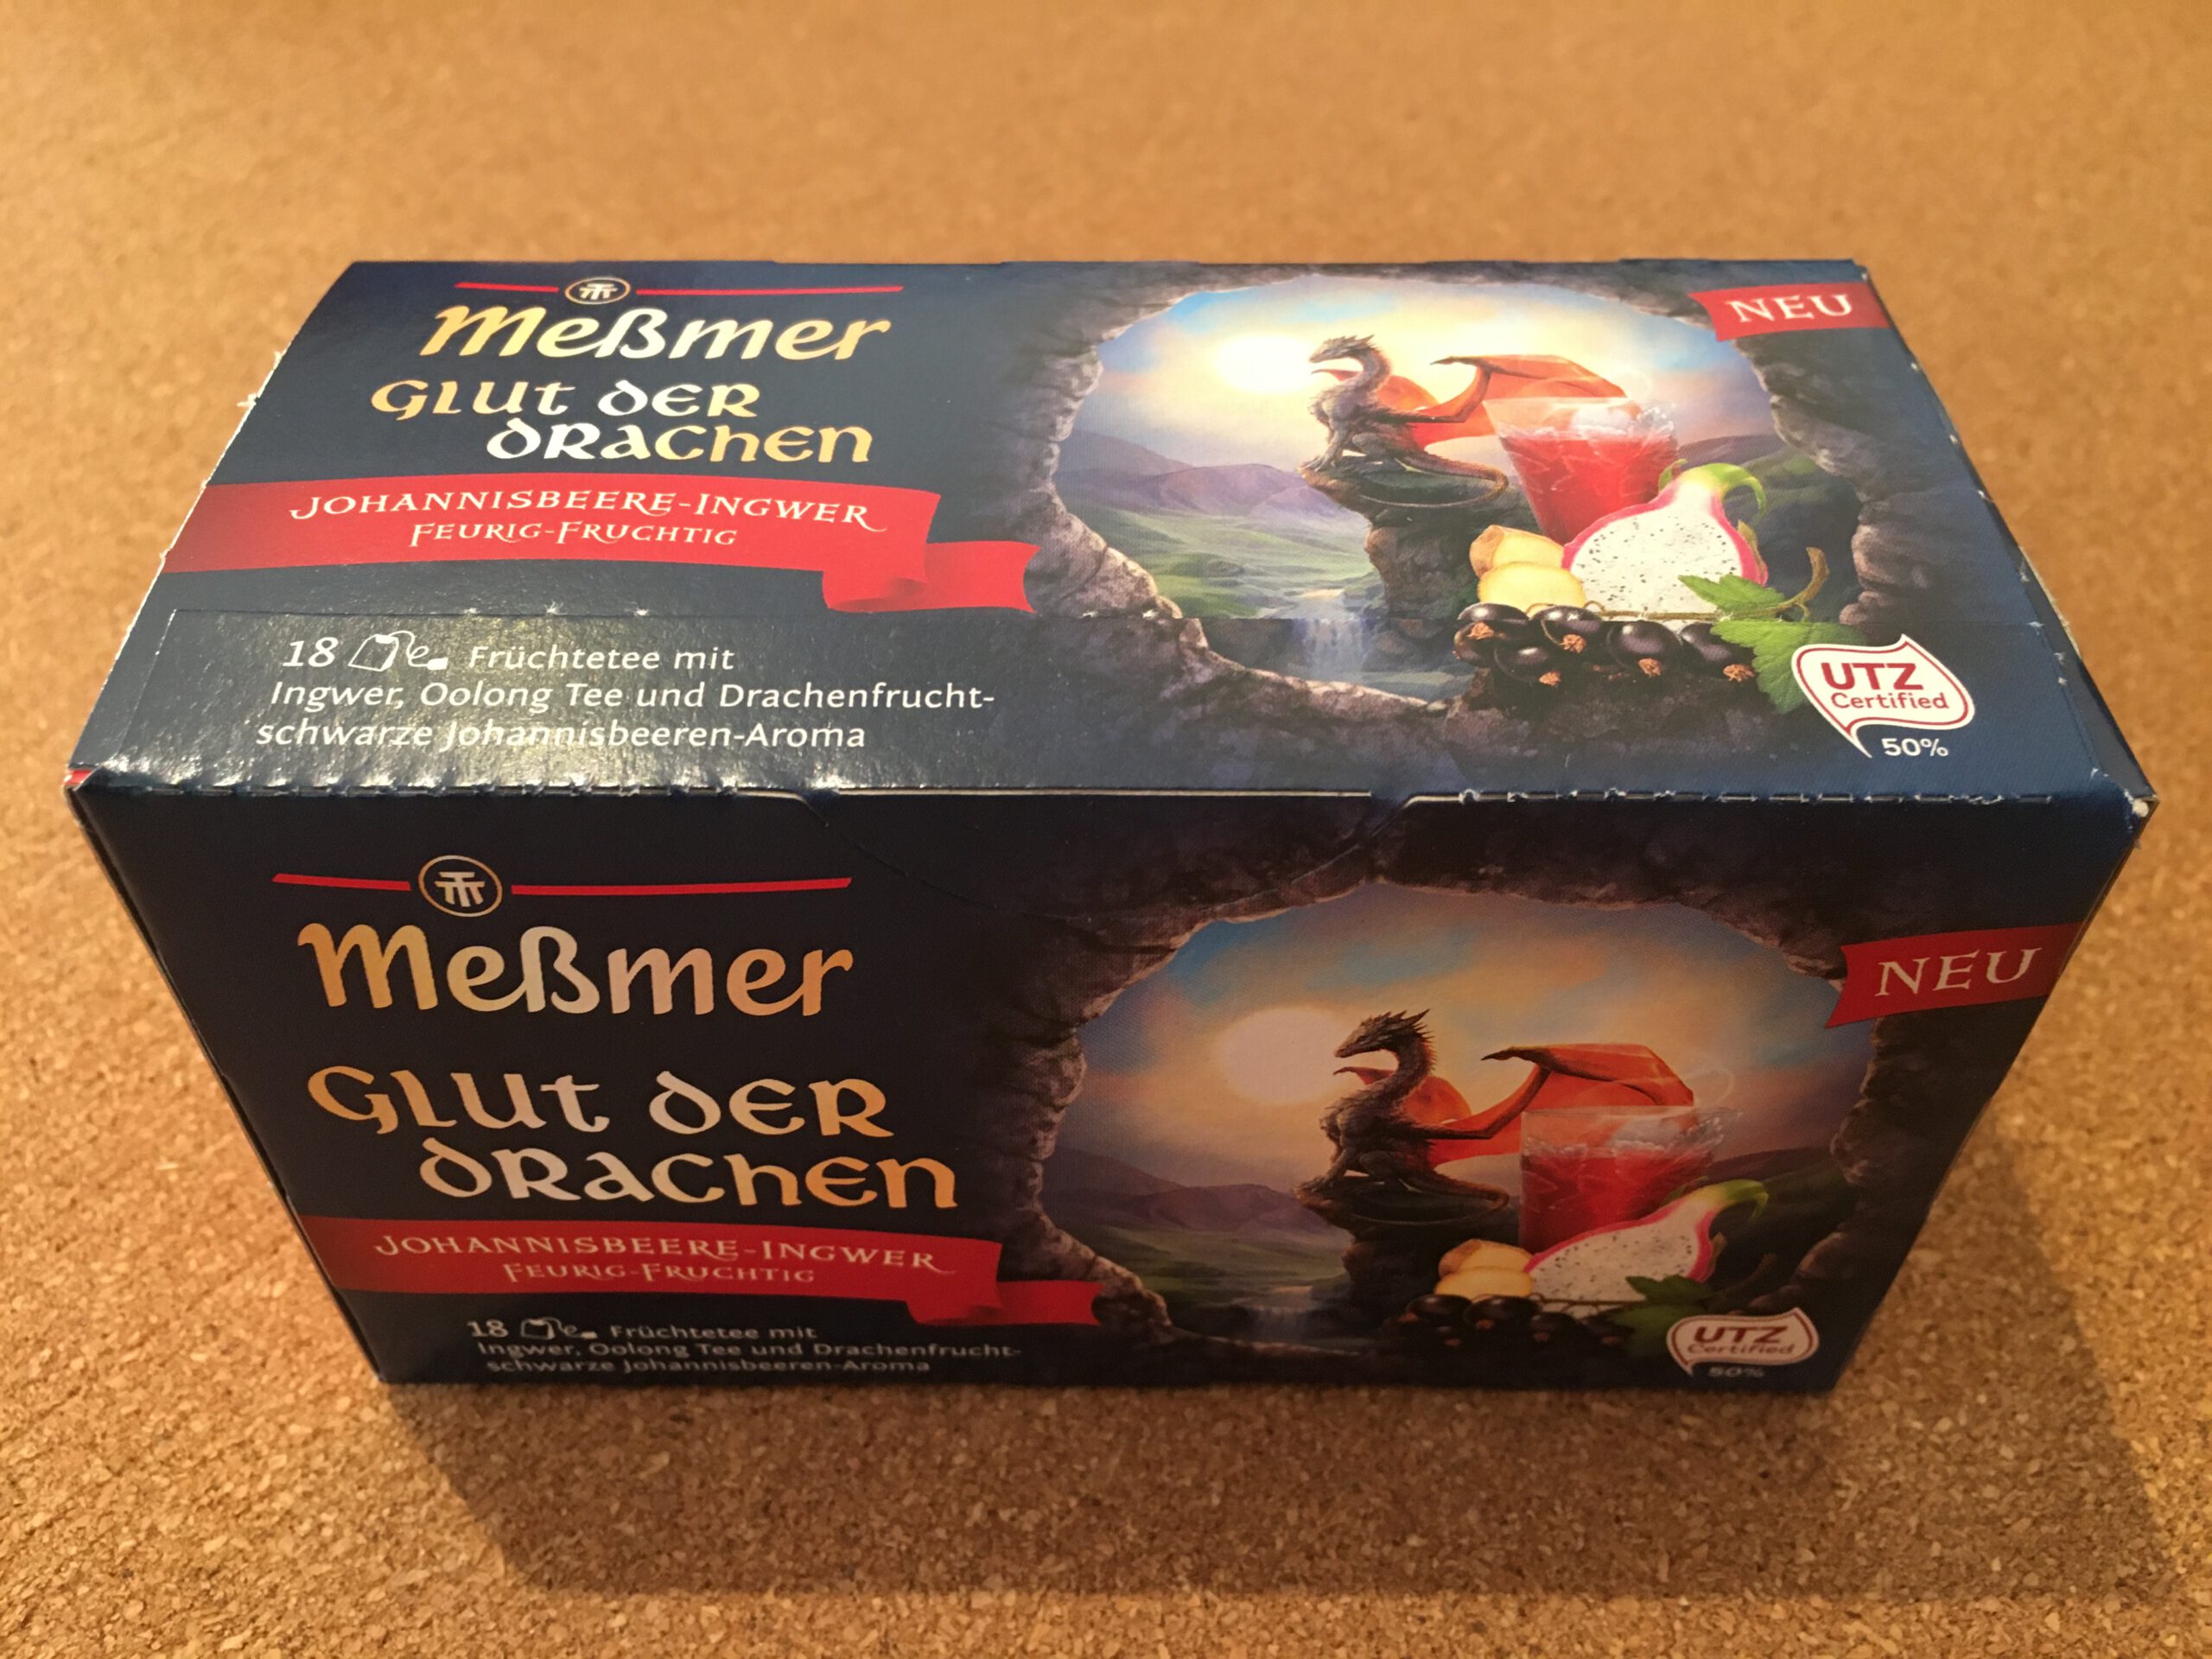 Meßmer
GLUT DER
DRACHEN
NEU
JOHANNISBEERE-INGWER
FEURIG-FRUCHTIG
18 Früchtetee mit
Ingwer, Oolong Tee und Drachenfrucht-
schwarze Johannisbeeren-Aroma
UTZ
Certified
50%
Meßmer
GLUT DER
DRACHEN
NEU
JOHANNISBEERE-INGWER
FEURIG-FRUCHTIG
18 Früchtetee mit
Ingwer, Oolong Tee und Drachenfrucht-
schwarze Johannisbeeren-Aroma
UTZ
Certified
50%